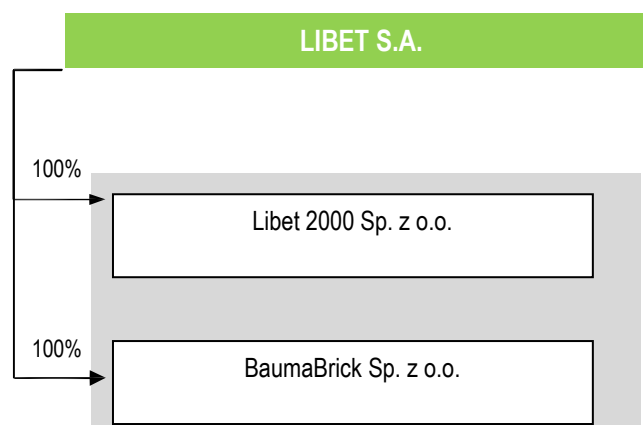 LIBET S.A.
100%
Libet 2000 Sp. z o.o.
100%
BaumaBrick Sp. z o.o.